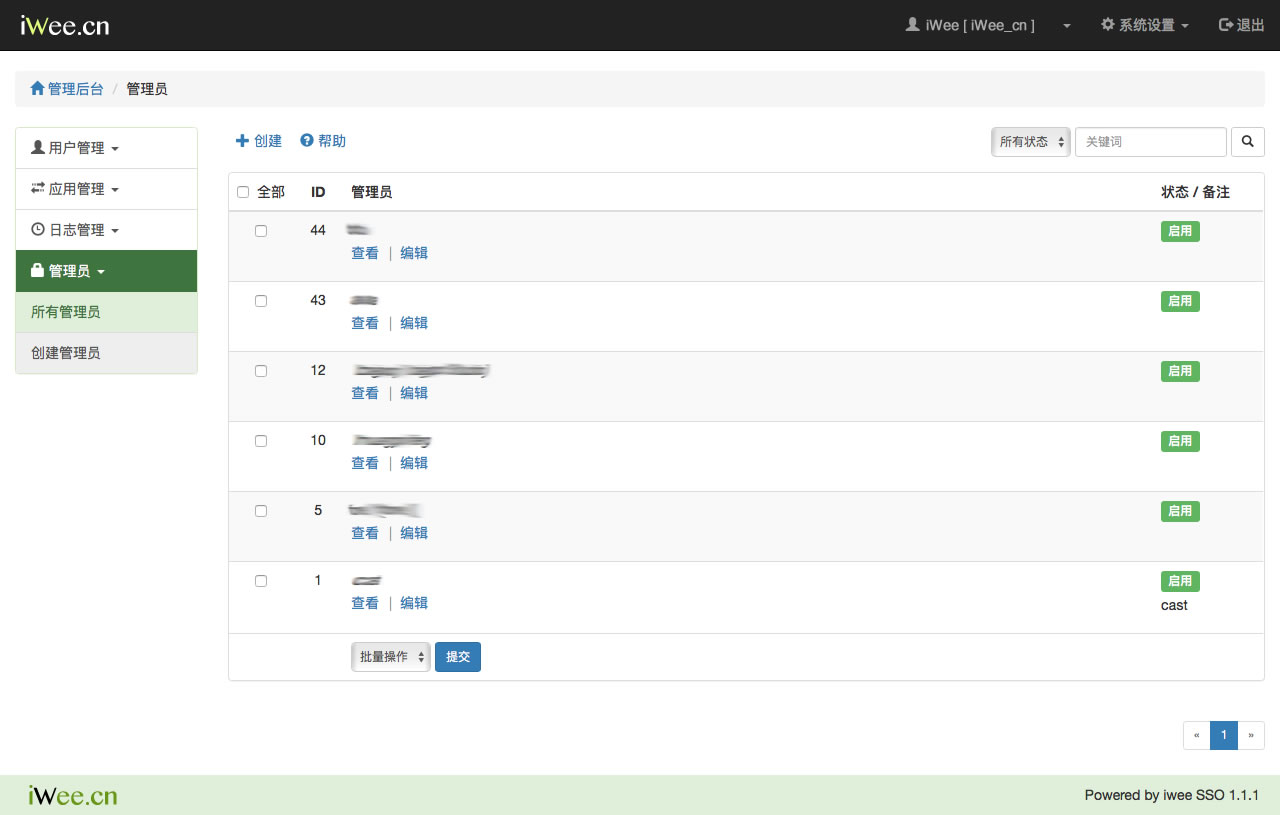 iWee.cn
iWee [ iWee_cn ] 系统设置 退出
管理后台 / 管理员
用户管理
应用管理
日志管理
管理员
所有管理员
创建管理员
创建 帮助
所有状态 关键词
全部 ID 管理员 状态 / 备注
44 启用
查看 | 编辑
43 启用
查看 | 编辑
12 启用
查看 | 编辑
10 启用
查看 | 编辑
5 启用
查看 | 编辑
1 启用
查看 | 编辑 cast
批量操作 提交
« 1 »
iWee.cn Powered by iwee SSO 1.1.1